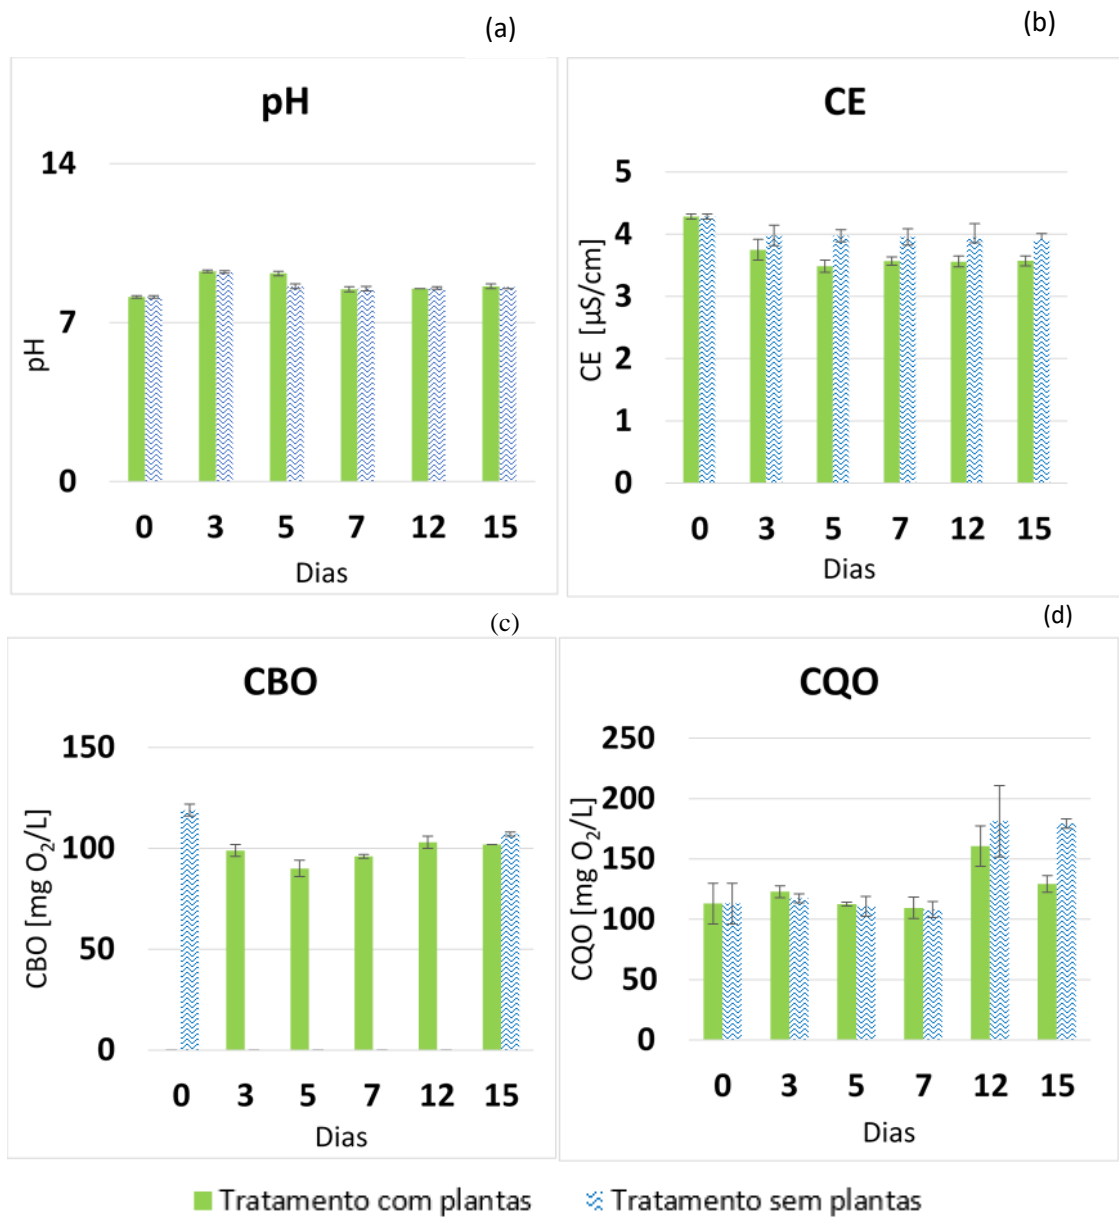 (a)
pH
14
7
0
pH
0 3 5 7 12 15
Dias
(b)
CE
5
4
3
2
1
0
CE [µS/cm]
0 3 5 7 12 15
Dias
(c)
CBO
150
100
50
0
CBO [mg O₂/L]
0 3 5 7 12 15
Dias
(d)
CQO
250
200
150
100
50
0
CQO [mg O₂/L]
0 3 5 7 12 15
Dias
Tratamento com plantas Tratamento sem plantas